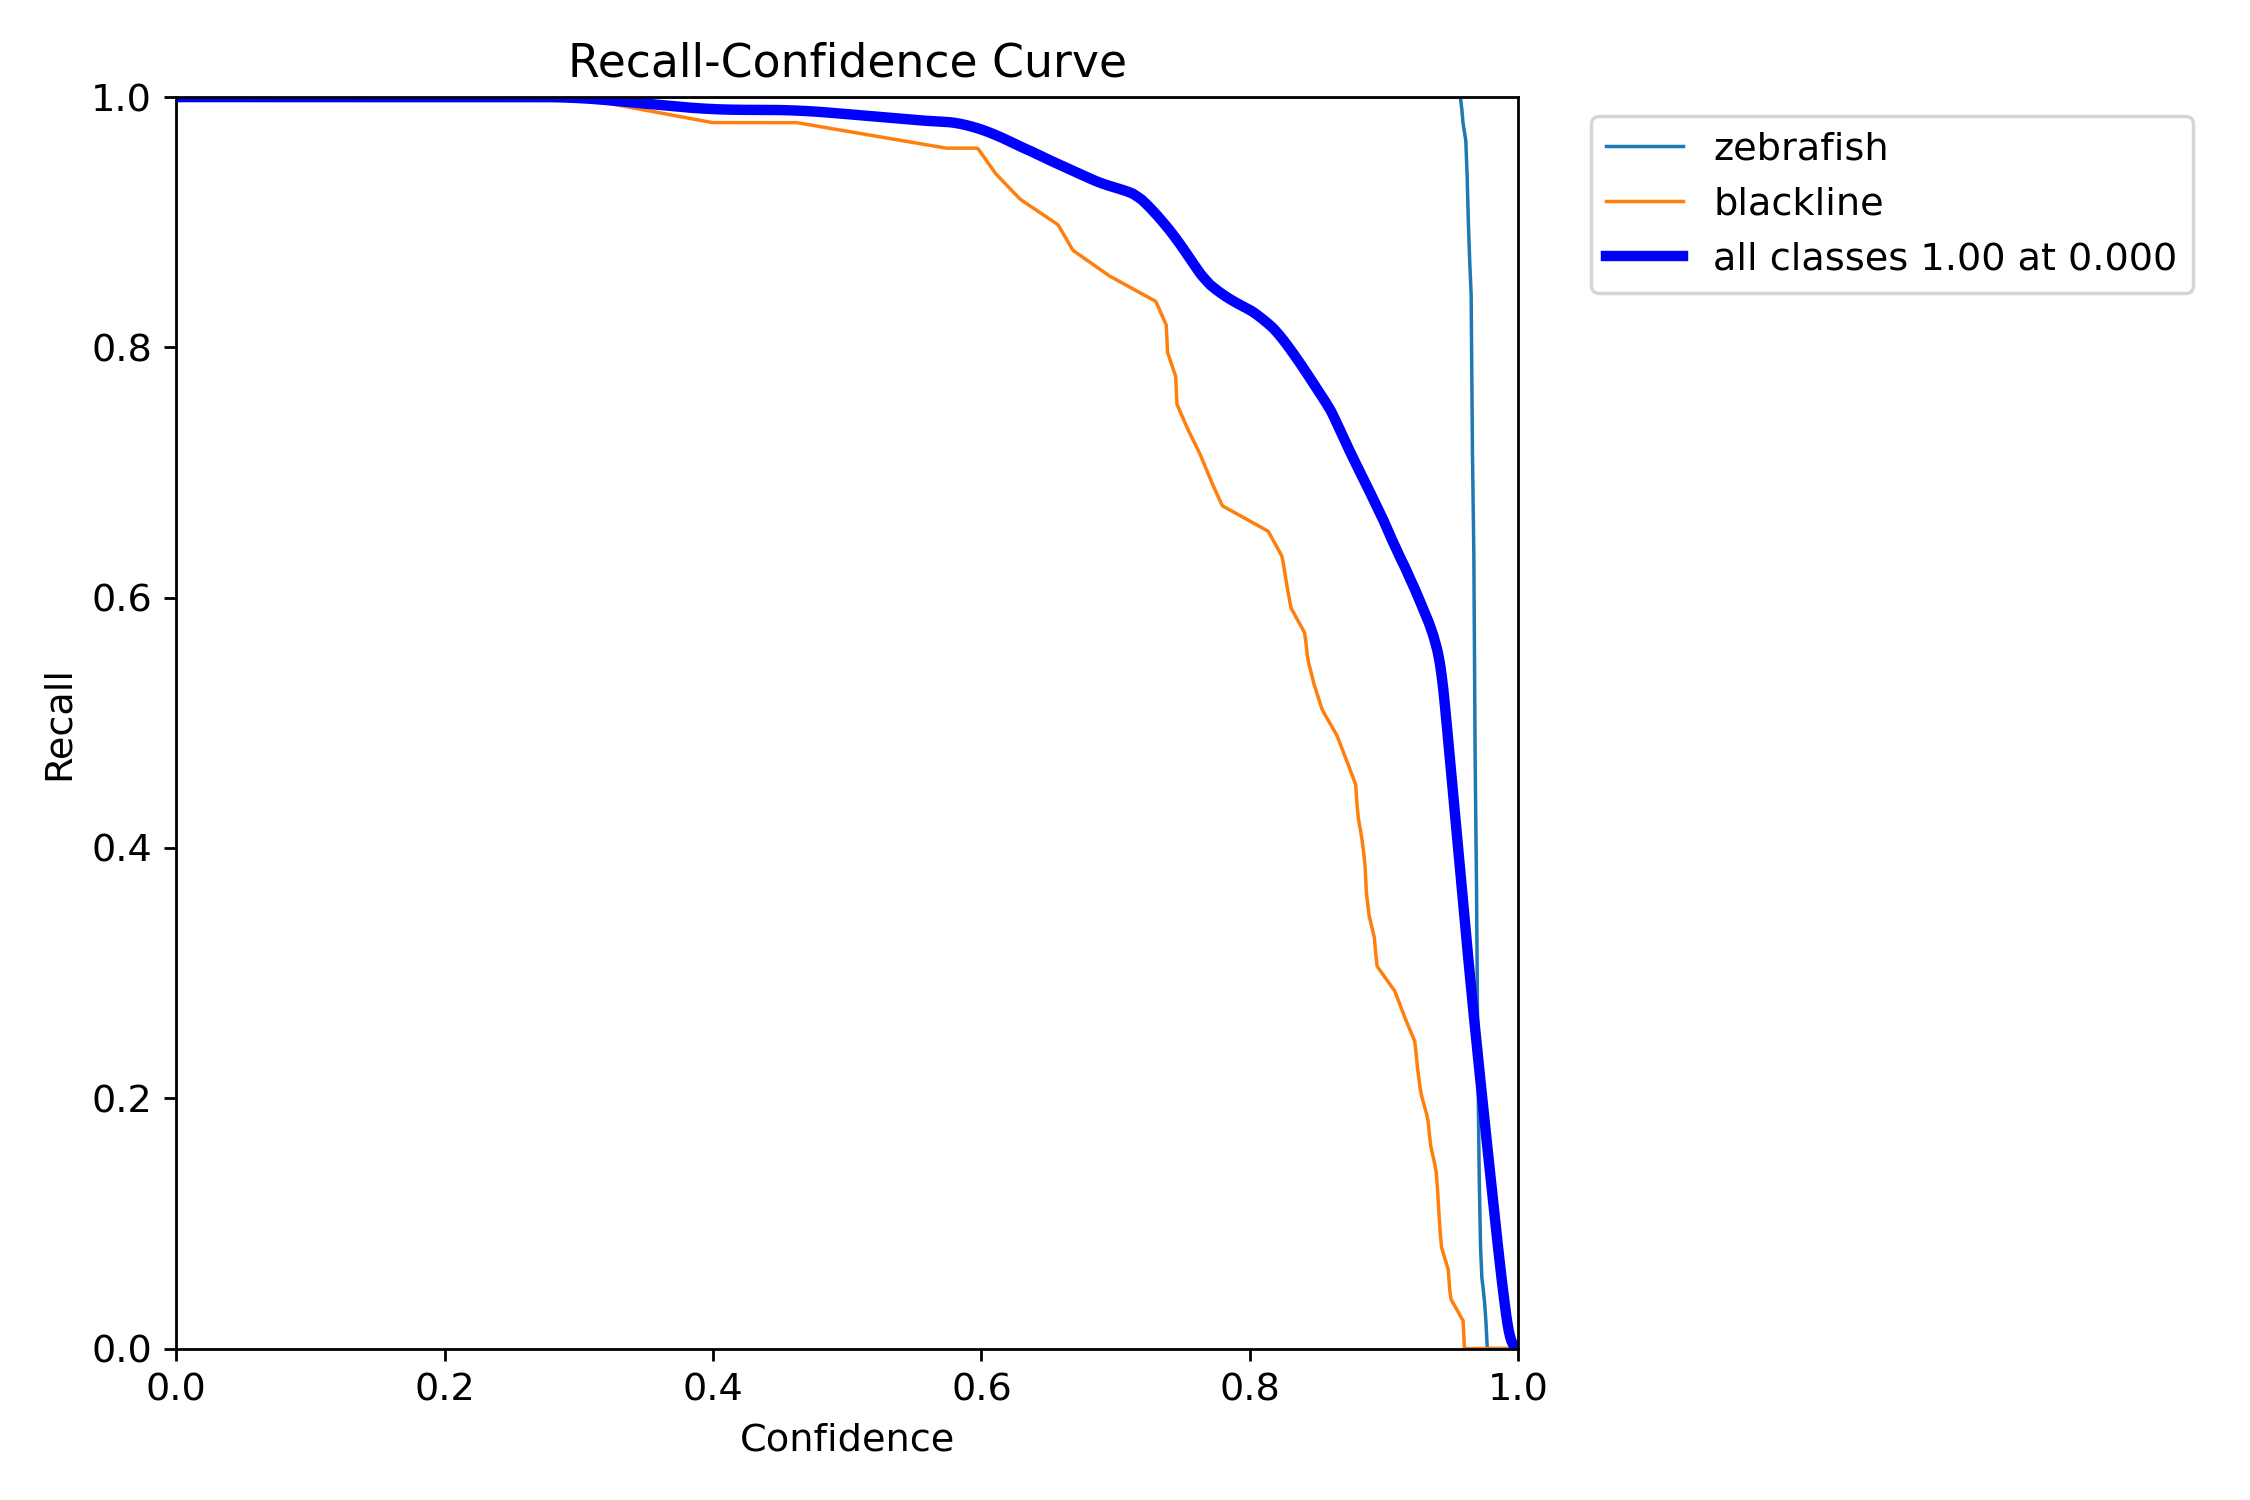 Recall-Confidence Curve
1.0
0.8
0.6
0.4
0.2
0.0
Recall
0.0 0.2 0.4 0.6 0.8 1.0
Confidence
zebrafish
blackline
all classes 1.00 at 0.000